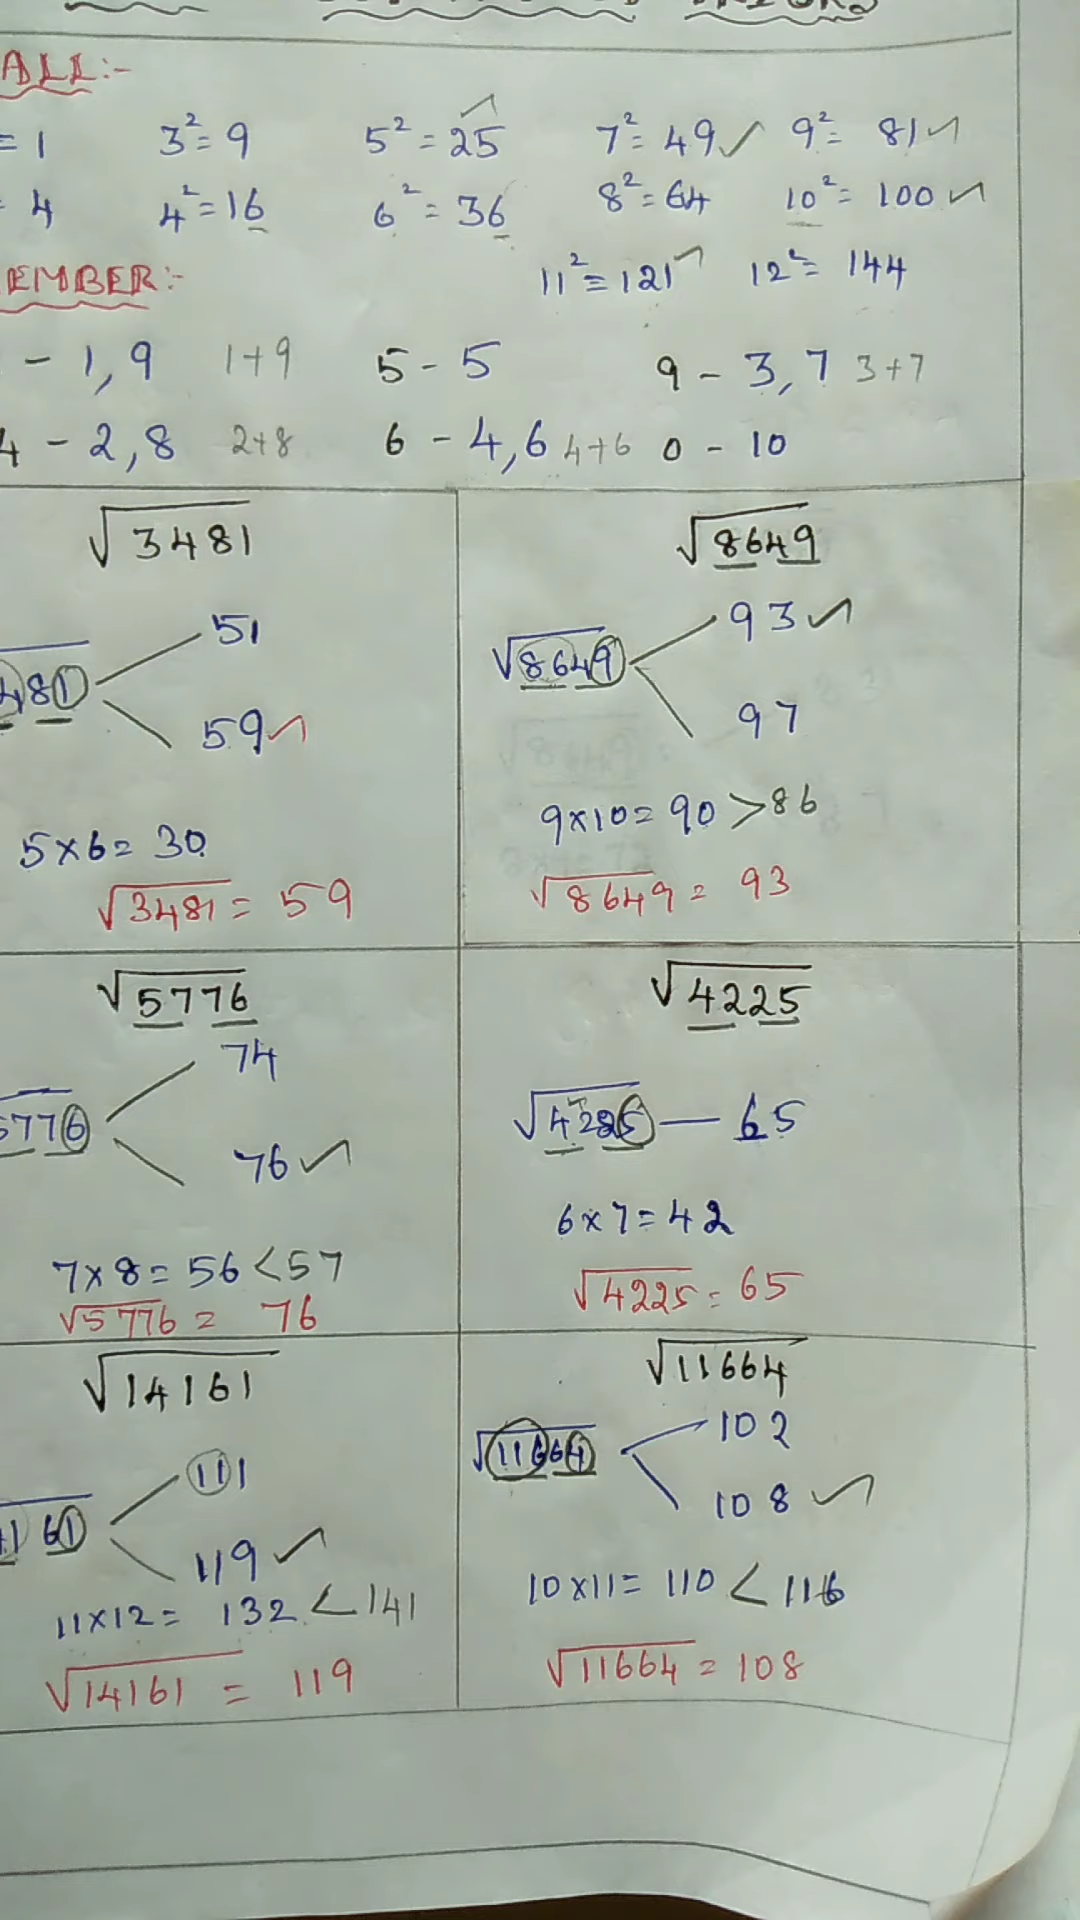 ALL:-
= 1 3² = 9 5² = 25 7² = 49 ✓ 9² = 81 ✓
= 4 4² = 16 6² = 36 8² = 64 10² = 100 ✓
EMBER:- 11² = 121 12² = 144
- 1, 9 1+9 5 - 5 9 - 3, 7 3+7
4 - 2, 8 2+8 6 - 4, 6 4+6 0 - 10
√3481
481
51
59 ✓
5 × 6 = 30
√3481 = 59
√8649
√8649
93 ✓
97
9 × 10 = 90 > 86
√8649 = 93
√5776
5776
74
76 ✓
7 × 8 = 56 < 57
√5776 = 76
√4225
√4225 — 65
6 × 7 = 42
√4225 = 65
√14161
41 61
111
119 ✓
11 × 12 = 132 < 141
√14161 = 119
√11664
√11664
102
108 ✓
10 × 11 = 110 < 116
√11664 = 108